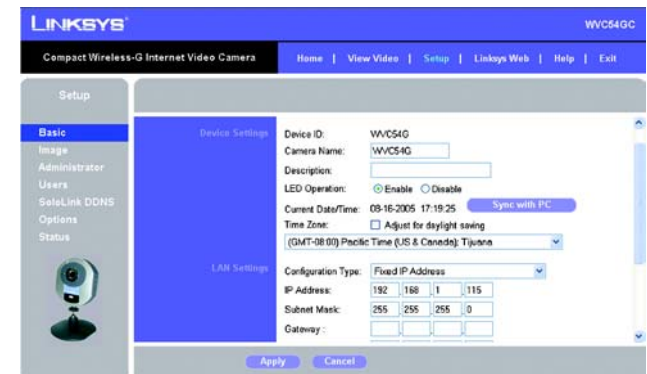 LINKSYS®
WVC54GC
Compact Wireless-G Internet Video Camera
Home | View Video | Setup | Linksys Web | Help | Exit
Setup
Basic
Image
Administrator
Users
SoloLink DDNS
Options
Status
Device Settings
Device ID: WVC54G
Camera Name: WVC54G
Description:
LED Operation: Enable Disable
Current Date/Time: 08-16-2005 17:19:25 Sync with PC
Time Zone: Adjust for daylight saving
(GMT-08:00) Pacific Time (US & Canada); Tijuana
LAN Settings
Configuration Type: Fixed IP Address
IP Address: 192 .168 .1 .115
Subnet Mask: 255 .255 .255 .0
Gateway : . . .
Apply Cancel